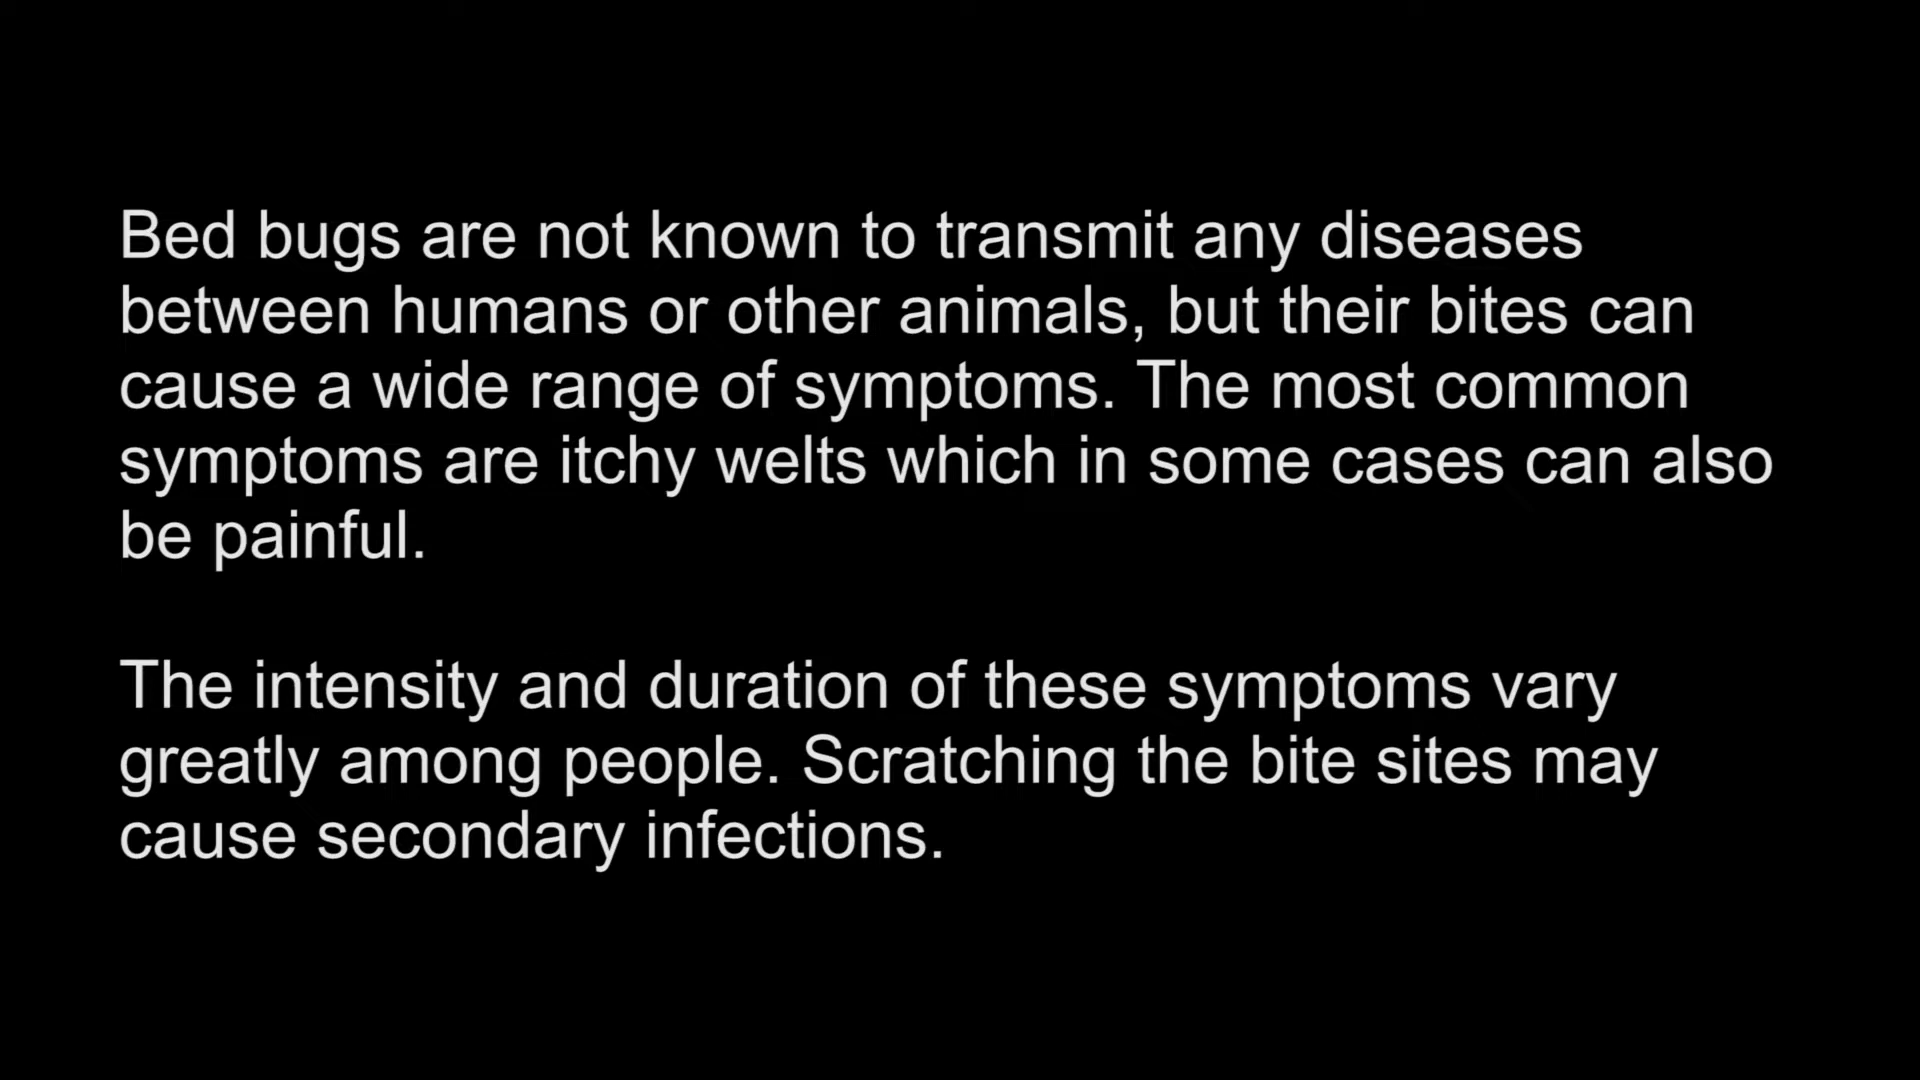 Bed bugs are not known to transmit any diseases
between humans or other animals, but their bites can
cause a wide range of symptoms. The most common
symptoms are itchy welts which in some cases can also
be painful.
The intensity and duration of these symptoms vary
greatly among people. Scratching the bite sites may
cause secondary infections.